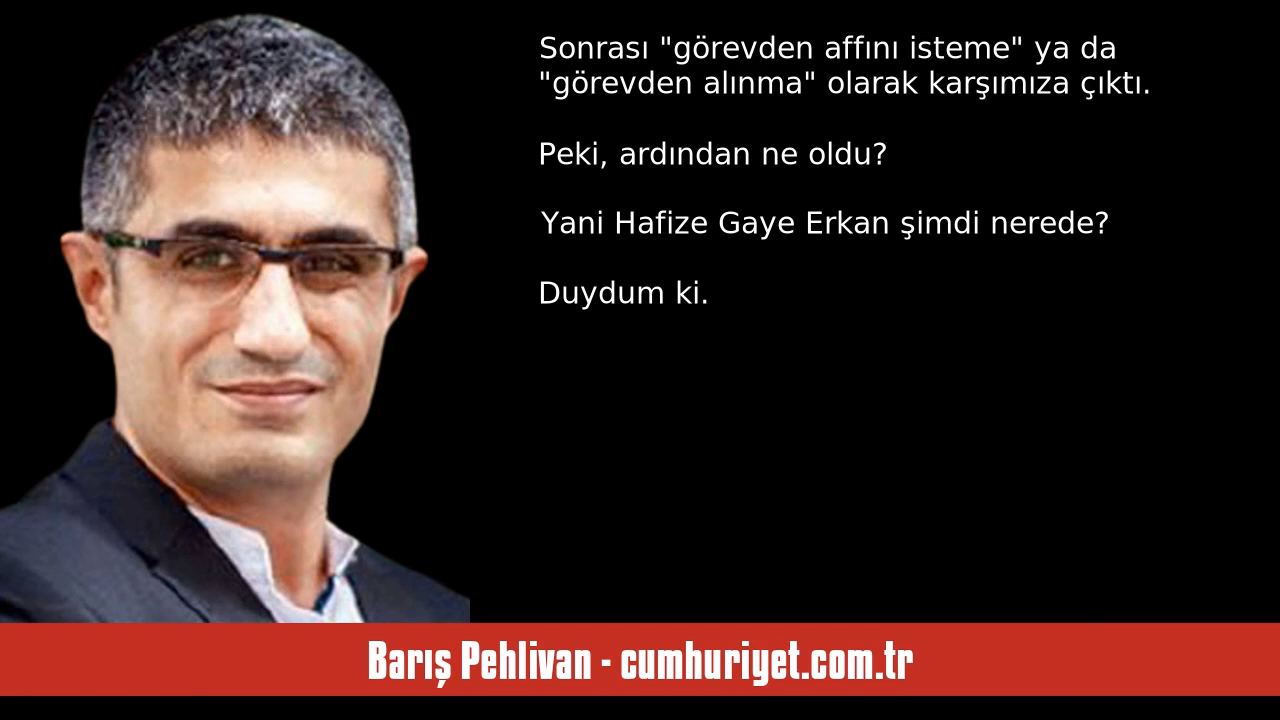 Sonrası "görevden affını isteme" ya da
"görevden alınma" olarak karşımıza çıktı.
Peki, ardından ne oldu?
Yani Hafize Gaye Erkan şimdi nerede?
Duydum ki.
Barış Pehlivan - cumhuriyet.com.tr